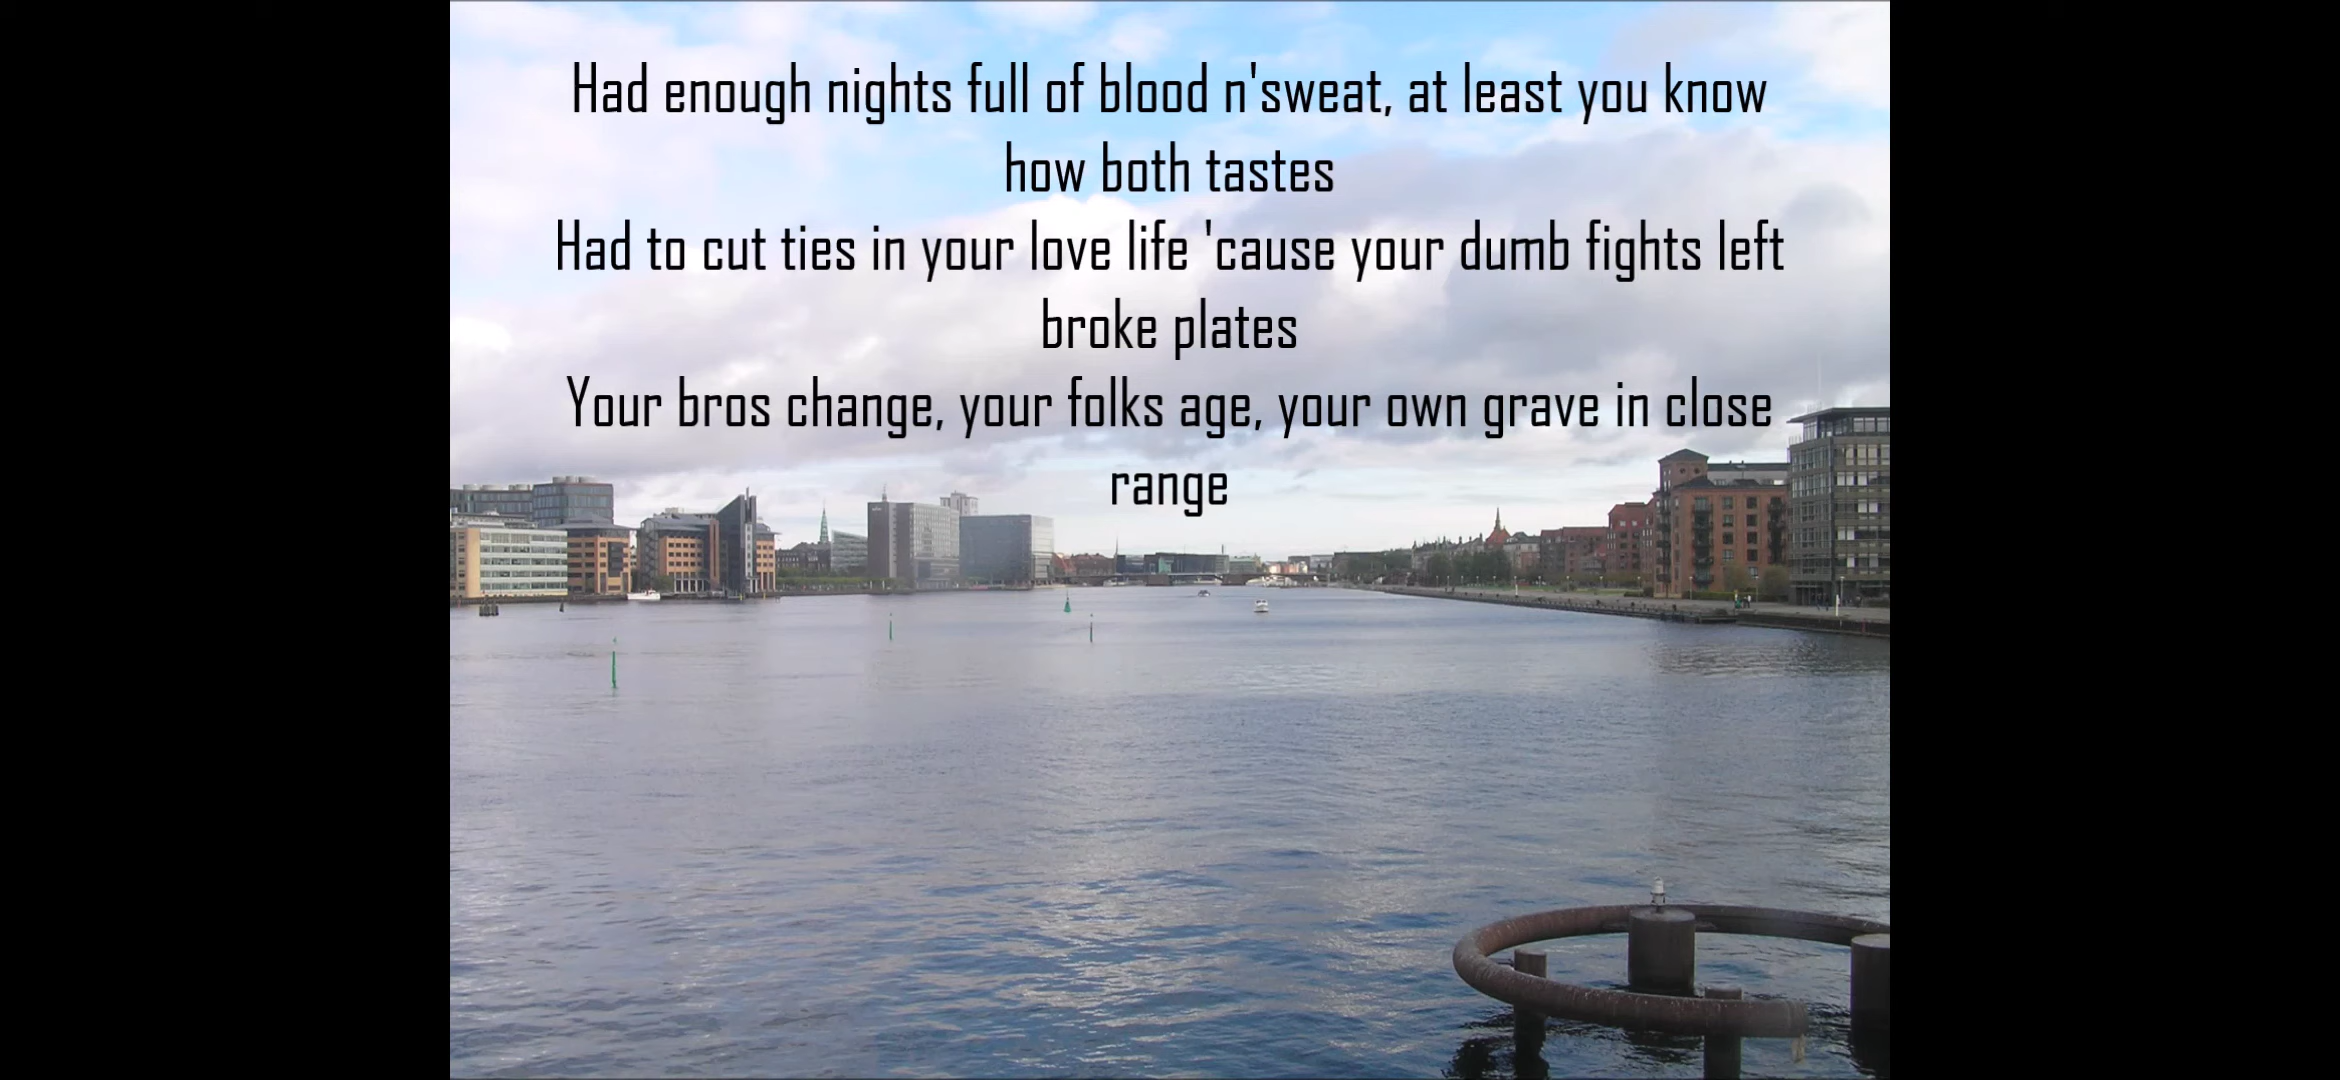 Had enough nights full of blood n'sweat, at least you know
how both tastes
Had to cut ties in your love life 'cause your dumb fights left
broke plates
Your bros change, your folks age, your own grave in close
range